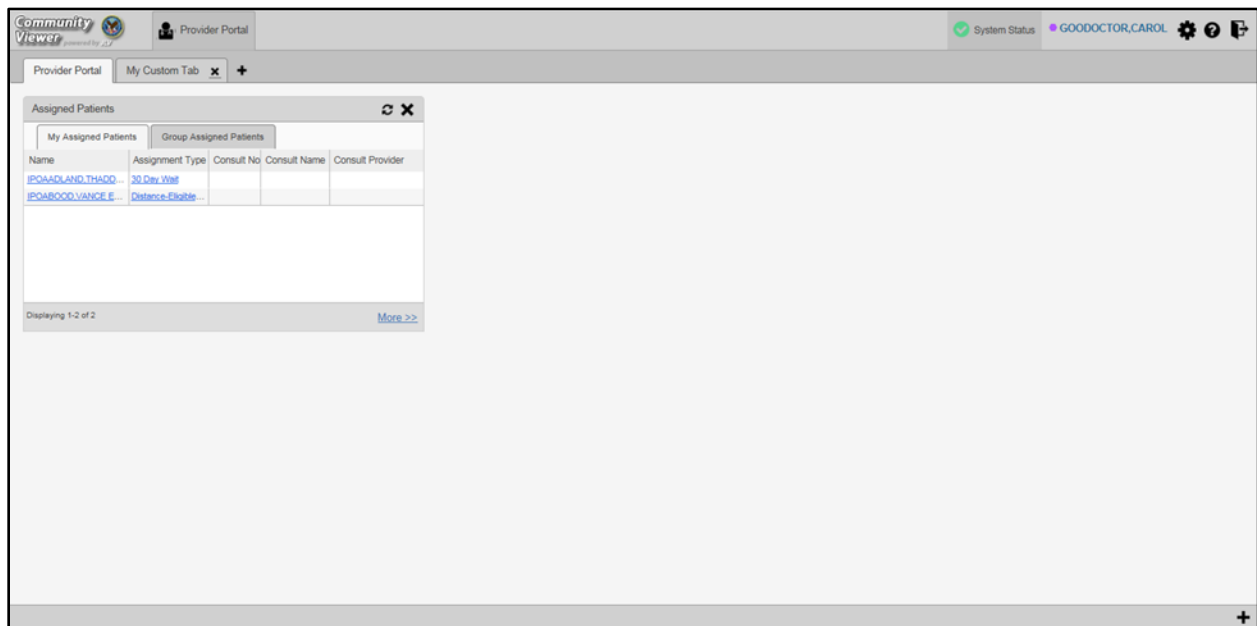 Community
Viewer powered by
Provider Portal
System Status
GOODOCTOR,CAROL
Provider Portal
My Custom Tab
Assigned Patients
My Assigned Patients
Group Assigned Patients
Name Assignment Type Consult No Consult Name Consult Provider
IPOAADLAND,THADD... 30 Day Wait
IPOABOOD,VANCE E... Distance-Eligible...
Displaying 1-2 of 2
More >>